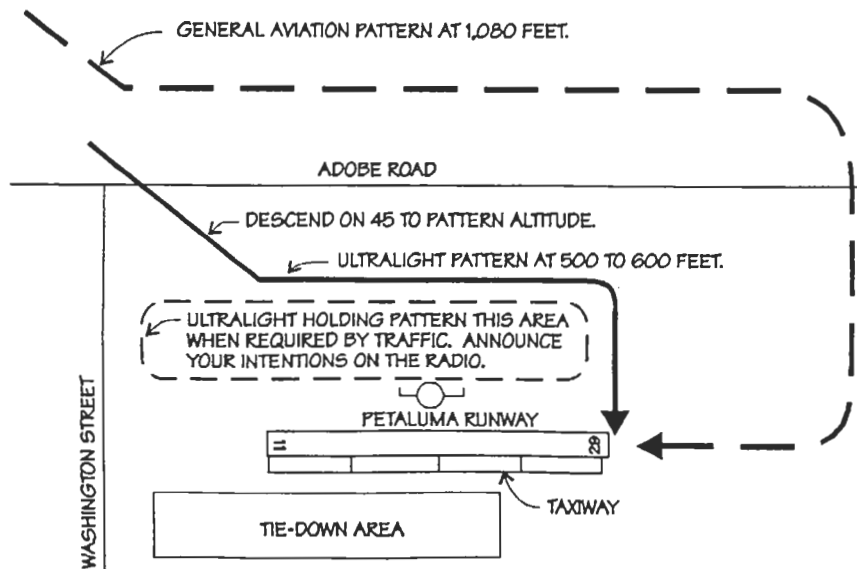 GENERAL AVIATION PATTERN AT 1,080 FEET.
ADOBE ROAD
DESCEND ON 45 TO PATTERN ALTITUDE.
ULTRALIGHT PATTERN AT 500 TO 600 FEET.
ULTRALIGHT HOLDING PATTERN THIS AREA
WHEN REQUIRED BY TRAFFIC. ANNOUNCE
YOUR INTENTIONS ON THE RADIO.
PETALUMA RUNWAY
11
29
TAXIWAY
TIE-DOWN AREA
WASHINGTON STREET